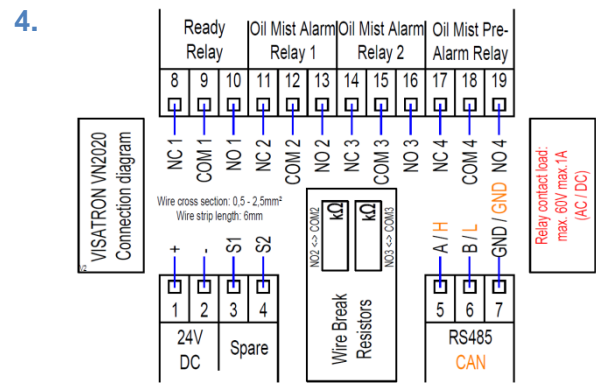 4.
Ready
Relay
Oil Mist Alarm
Relay 1
Oil Mist Alarm
Relay 2
Oil Mist Pre-
Alarm Relay
8 9 10 11 12 13 14 15 16 17 18 19
NC 1
COM 1
NO 1
NC 2
COM 2
NO 2
NC 3
COM 3
NO 3
NC 4
COM 4
NO 4
VISATRON VN2020
Connection diagram
V2
Wire cross section: 0,5 - 2,5mm²
Wire strip length: 6mm
+
-
S1
S2
NO2 <> COM2
kΩ
kΩ
NO3 <> COM3
Wire Break
Resistors
A / H
B / L
GND / GND
Relay contact load:
max. 60V max.1A
(AC / DC)
1 2 3 4
5 6 7
24V
DC
Spare
RS485
CAN